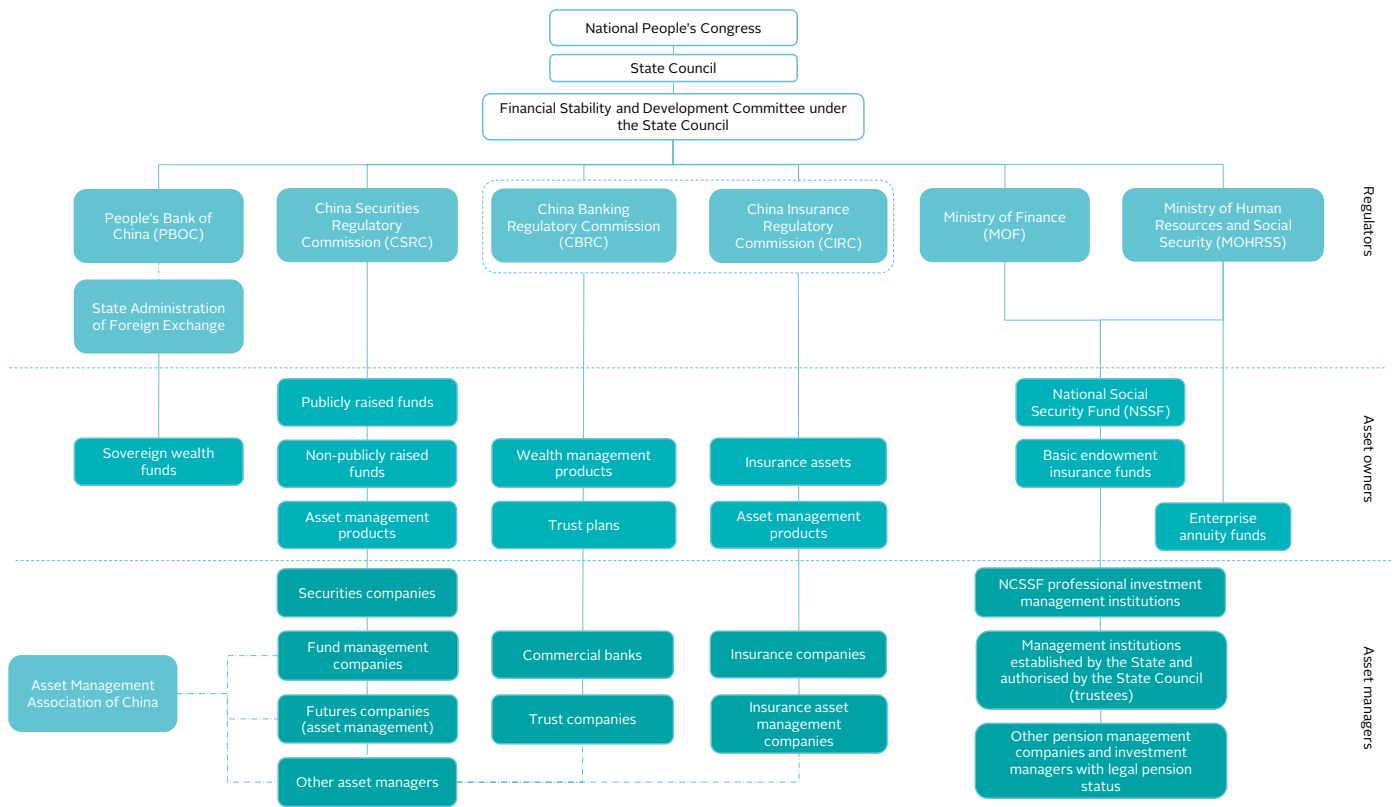 National People's Congress
State Council
Financial Stability and Development Committee under
the State Council
People's Bank of
China (PBOC)
China Securities
Regulatory
Commission (CSRC)
China Banking
Regulatory Commission
(CBRC)
China Insurance
Regulatory
Commission (CIRC)
Ministry of Finance
(MOF)
Ministry of Human
Resources and Social
Security (MOHRSS)
Regulators
State Administration
of Foreign Exchange
Publicly raised funds
National Social
Security Fund (NSSF)
Sovereign wealth
funds
Non-publicly raised
funds
Wealth management
products
Insurance assets
Basic endowment
insurance funds
Asset owners
Asset management
products
Trust plans
Asset management
products
Enterprise
annuity funds
Securities companies
NCSSF professional investment
management institutions
Asset Management
Association of China
Fund management
companies
Commercial banks
Insurance companies
Management institutions
established by the State and
authorised by the State Council
(trustees)
Asset managers
Futures companies
(asset management)
Trust companies
Insurance asset
management
companies
Other pension management
companies and investment
managers with legal pension
status
Other asset managers